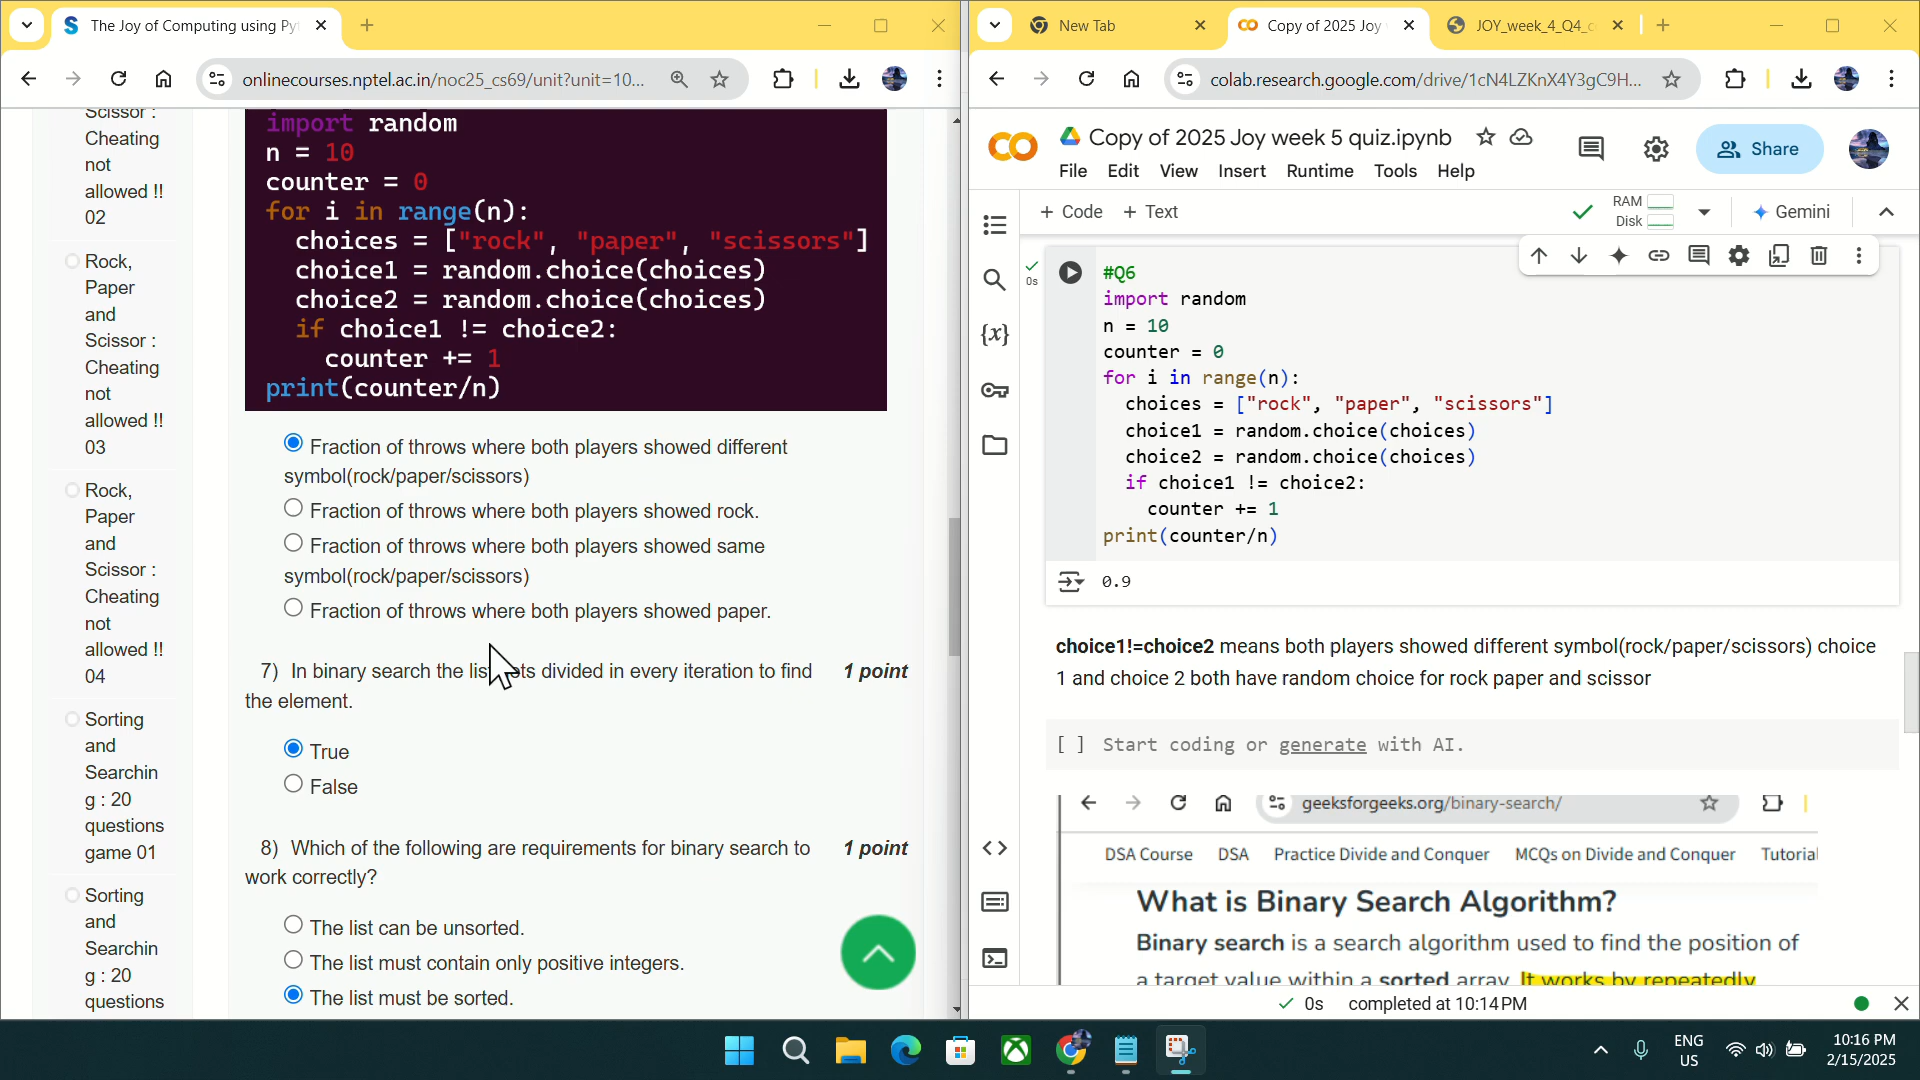 The Joy of Computing using Py
onlinecourses.nptel.ac.in/noc25_cs69/unit?unit=10...
Scissor :
Cheating
not
allowed !!
02
Rock,
Paper
and
Scissor :
Cheating
not
allowed !!
03
Rock,
Paper
and
Scissor :
Cheating
not
allowed !!
04
Sorting
and
Searchin
g : 20
questions
game 01
Sorting
and
Searchin
g : 20
questions
import random
n = 10
counter = 0
for i in range(n):
choices = ["rock", "paper", "scissors"]
choice1 = random.choice(choices)
choice2 = random.choice(choices)
if choice1 != choice2:
counter += 1
print(counter/n)
Fraction of throws where both players showed different
symbol(rock/paper/scissors)
Fraction of throws where both players showed rock.
Fraction of throws where both players showed same
symbol(rock/paper/scissors)
Fraction of throws where both players showed paper.
7) In binary search the list gets divided in every iteration to find
the element.
1 point
True
False
8) Which of the following are requirements for binary search to
work correctly?
1 point
The list can be unsorted.
The list must contain only positive integers.
The list must be sorted.
New Tab
Copy of 2025 Joy
JOY_week_4_Q4_c
colab.research.google.com/drive/1cN4LZKnX4Y3gC9H...
Copy of 2025 Joy week 5 quiz.ipynb
Share
File Edit View Insert Runtime Tools Help
+ Code + Text
RAM
Disk
Gemini
0s
#Q6
import random
n = 10
counter = 0
for i in range(n):
choices = ["rock", "paper", "scissors"]
choice1 = random.choice(choices)
choice2 = random.choice(choices)
if choice1 != choice2:
counter += 1
print(counter/n)
0.9
choice1!=choice2 means both players showed different symbol(rock/paper/scissors) choice
1 and choice 2 both have random choice for rock paper and scissor
[ ] Start coding or generate with AI.
geeksforgeeks.org/binary-search/
DSA Course DSA Practice Divide and Conquer MCQs on Divide and Conquer Tutorial
What is Binary Search Algorithm?
Binary search is a search algorithm used to find the position of
a target value within a sorted array. It works by repeatedly
0s completed at 10:14 PM
ENG
US
10:16 PM
2/15/2025